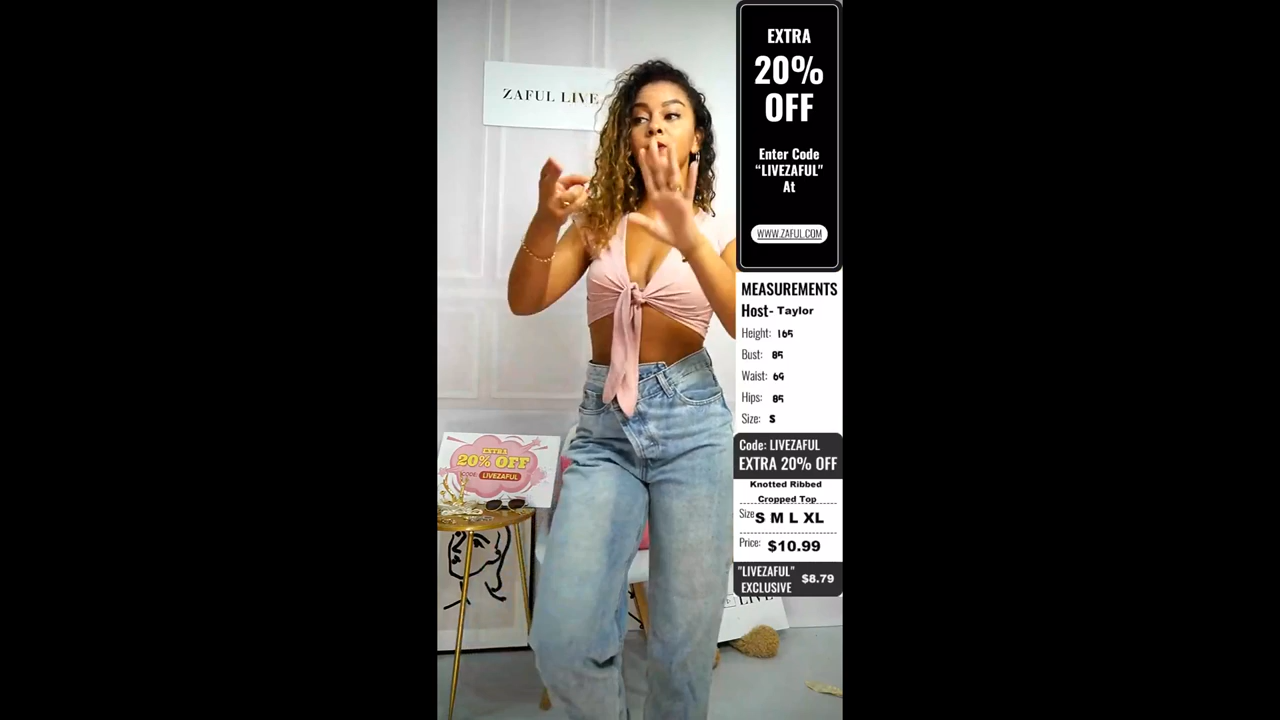 ZAFUL LIVE
EXTRA
20%
OFF
Enter Code
“LIVEZAFUL”
At
WWW.ZAFUL.COM
MEASUREMENTS
Host- Taylor
Height: 165
Bust: 85
Waist: 69
Hips: 85
Size: S
Code: LIVEZAFUL
EXTRA 20% OFF
Knotted Ribbed
Cropped Top
Size S M L XL
Price: $10.99
"LIVEZAFUL"
EXCLUSIVE $8.79
EXTRA
20% OFF
CODE LIVEZAFUL
LIVE